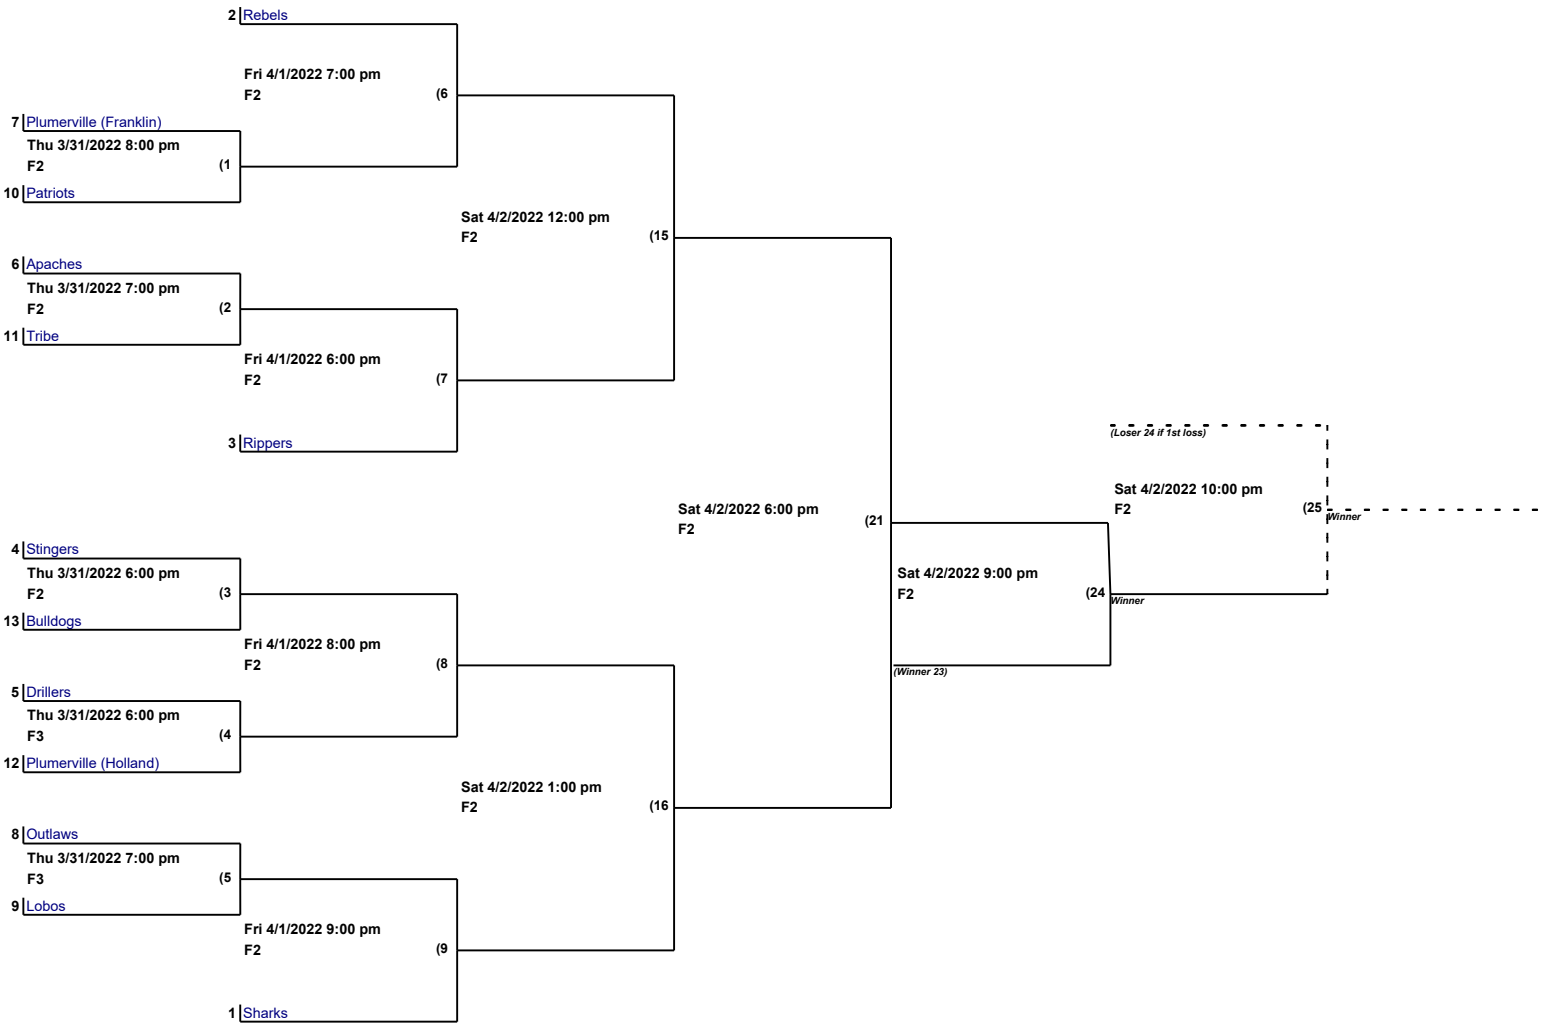 2 Rebels
Fri 4/1/2022 7:00 pm
F2 (6
7 Plumerville (Franklin)
Thu 3/31/2022 8:00 pm
F2 (1
10 Patriots
Sat 4/2/2022 12:00 pm
F2 (15
6 Apaches
Thu 3/31/2022 7:00 pm
F2 (2
11 Tribe
Fri 4/1/2022 6:00 pm
F2 (7
3 Rippers
(Loser 24 if 1st loss)
Sat 4/2/2022 10:00 pm
F2 (25
Winner
Sat 4/2/2022 6:00 pm
F2 (21
4 Stingers
Thu 3/31/2022 6:00 pm
F2 (3
13 Bulldogs
Sat 4/2/2022 9:00 pm
F2 (24
Winner
Fri 4/1/2022 8:00 pm
F2 (8
(Winner 23)
5 Drillers
Thu 3/31/2022 6:00 pm
F3 (4
12 Plumerville (Holland)
Sat 4/2/2022 1:00 pm
F2 (16
8 Outlaws
Thu 3/31/2022 7:00 pm
F3 (5
9 Lobos
Fri 4/1/2022 9:00 pm
F2 (9
1 Sharks